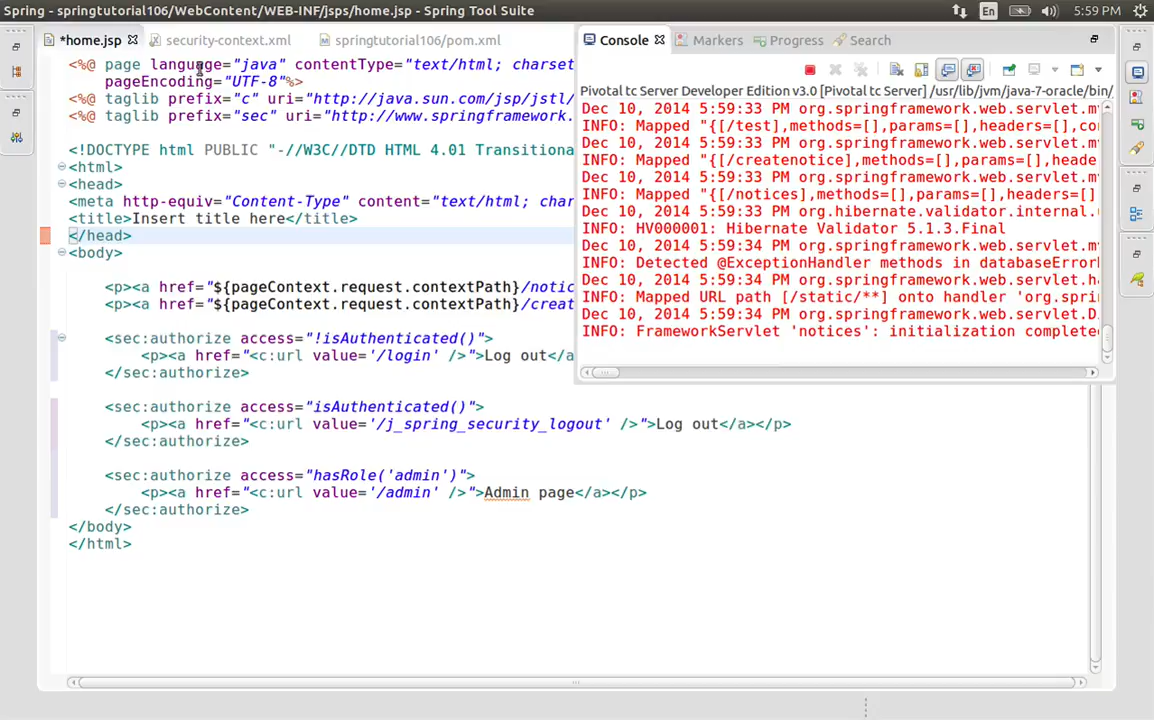 Spring - springtutorial106/WebContent/WEB-INF/jsps/home.jsp - Spring Tool Suite
En
5:59 PM
*home.jsp
security-context.xml
springtutorial106/pom.xml
Console
Markers
Progress
Search
<%@ page language="java" contentType="text/html; charset
pageEncoding="UTF-8"%>
<%@ taglib prefix="c" uri="http://java.sun.com/jsp/jstl/
<%@ taglib prefix="sec" uri="http://www.springframework.
<!DOCTYPE html PUBLIC "-//W3C//DTD HTML 4.01 Transitiona
<html>
<head>
<meta http-equiv="Content-Type" content="text/html; char
<title>Insert title here</title>
</head>
<body>
<p><a href="${pageContext.request.contextPath}/notic
<p><a href="${pageContext.request.contextPath}/creat
<sec:authorize access="!isAuthenticated()">
<p><a href="<c:url value='/login' />">Log out</a
</sec:authorize>
<sec:authorize access="isAuthenticated()">
<p><a href="<c:url value='/j_spring_security_logout' />">Log out</a></p>
</sec:authorize>
<sec:authorize access="hasRole('admin')">
<p><a href="<c:url value='/admin' />">Admin page</a></p>
</sec:authorize>
</body>
</html>
Pivotal tc Server Developer Edition v3.0 [Pivotal tc Server] /usr/lib/jvm/java-7-oracle/bin/
Dec 10, 2014 5:59:33 PM org.springframework.web.servlet.m
INFO: Mapped "{[/test],methods=[],params=[],headers=[],co
Dec 10, 2014 5:59:33 PM org.springframework.web.servlet.m
INFO: Mapped "{[/createnotice],methods=[],params=[],heade
Dec 10, 2014 5:59:33 PM org.springframework.web.servlet.m
INFO: Mapped "{[/notices],methods=[],params=[],headers=[]
Dec 10, 2014 5:59:33 PM org.hibernate.validator.internal.
INFO: HV000001: Hibernate Validator 5.1.3.Final
Dec 10, 2014 5:59:34 PM org.springframework.web.servlet.m
INFO: Detected @ExceptionHandler methods in databaseError
Dec 10, 2014 5:59:34 PM org.springframework.web.servlet.ha
INFO: Mapped URL path [/static/**] onto handler 'org.spri
Dec 10, 2014 5:59:34 PM org.springframework.web.servlet.D
INFO: FrameworkServlet 'notices': initialization complete